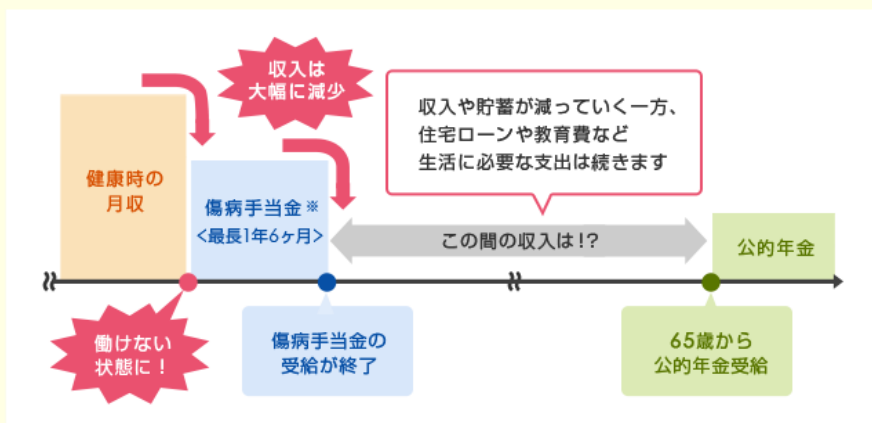 収入は
大幅に減少
収入や貯蓄が減っていく一方、
住宅ローンや教育費など
生活に必要な支出は続きます
健康時の
月収
傷病手当金※
<最長1年6ヶ月>
この間の収入は!?
公的年金
働けない
状態に！
傷病手当金の
受給が終了
65歳から
公的年金受給